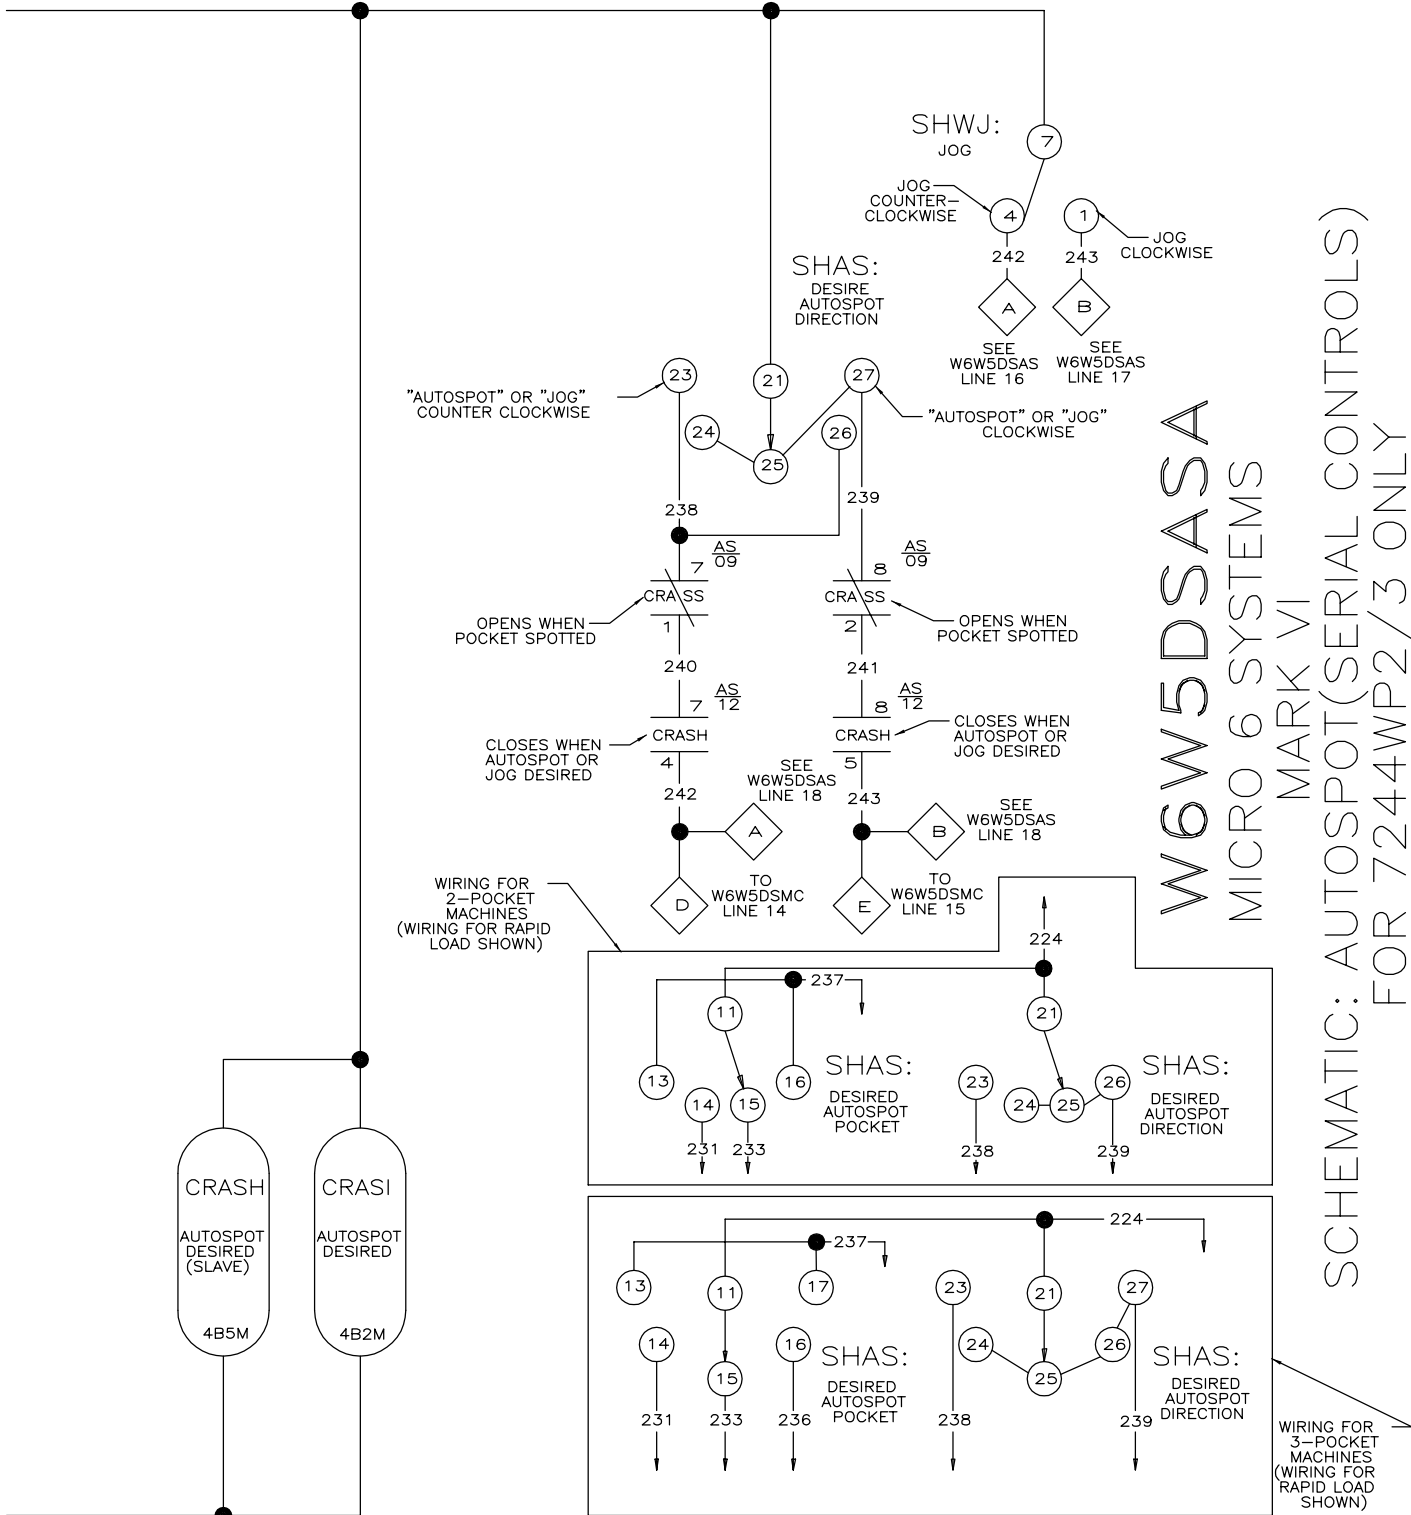 SHWJ:
JOG
7
JOG
COUNTER-
CLOCKWISE
4
1
JOG
CLOCKWISE
242
243
A
B
SEE
W6W5DSAS
LINE 16
SEE
W6W5DSAS
LINE 17
SHAS:
DESIRE
AUTOSPOT
DIRECTION
23
21
27
"AUTOSPOT" OR "JOG"
COUNTER CLOCKWISE
24
25
26
"AUTOSPOT" OR "JOG"
CLOCKWISE
238
239
AS
09
7
CRA SS
1
OPENS WHEN
POCKET SPOTTED
AS
09
8
CRA SS
2
OPENS WHEN
POCKET SPOTTED
240
241
AS
12
7
CRASH
4
CLOSES WHEN
AUTOSPOT OR
JOG DESIRED
AS
12
8
CRASH
5
CLOSES WHEN
AUTOSPOT OR
JOG DESIRED
242
SEE
W6W5DSAS
LINE 18
A
243
SEE
W6W5DSAS
LINE 18
B
D
TO
W6W5DSMC
LINE 14
E
TO
W6W5DSMC
LINE 15
WIRING FOR
2-POCKET
MACHINES
(WIRING FOR RAPID
LOAD SHOWN)
224
237
11
21
13
14
15
16
SHAS:
DESIRED
AUTOSPOT
POCKET
23
24
25
26
SHAS:
DESIRED
AUTOSPOT
DIRECTION
231
233
238
239
CRASH
AUTOSPOT
DESIRED
(SLAVE)
4B5M
CRASI
AUTOSPOT
DESIRED
4B2M
224
237
13
11
17
23
21
27
14
15
16
SHAS:
DESIRED
AUTOSPOT
POCKET
24
25
26
SHAS:
DESIRED
AUTOSPOT
DIRECTION
231
233
236
238
239
WIRING FOR
3-POCKET
MACHINES
(WIRING FOR
RAPID LOAD
SHOWN)
W6W5DSASA
MICRO 6 SYSTEMS
MARK VI
SCHEMATIC: AUTOSPOT(SERIAL CONTROLS)
FOR 7244WP2/3 ONLY